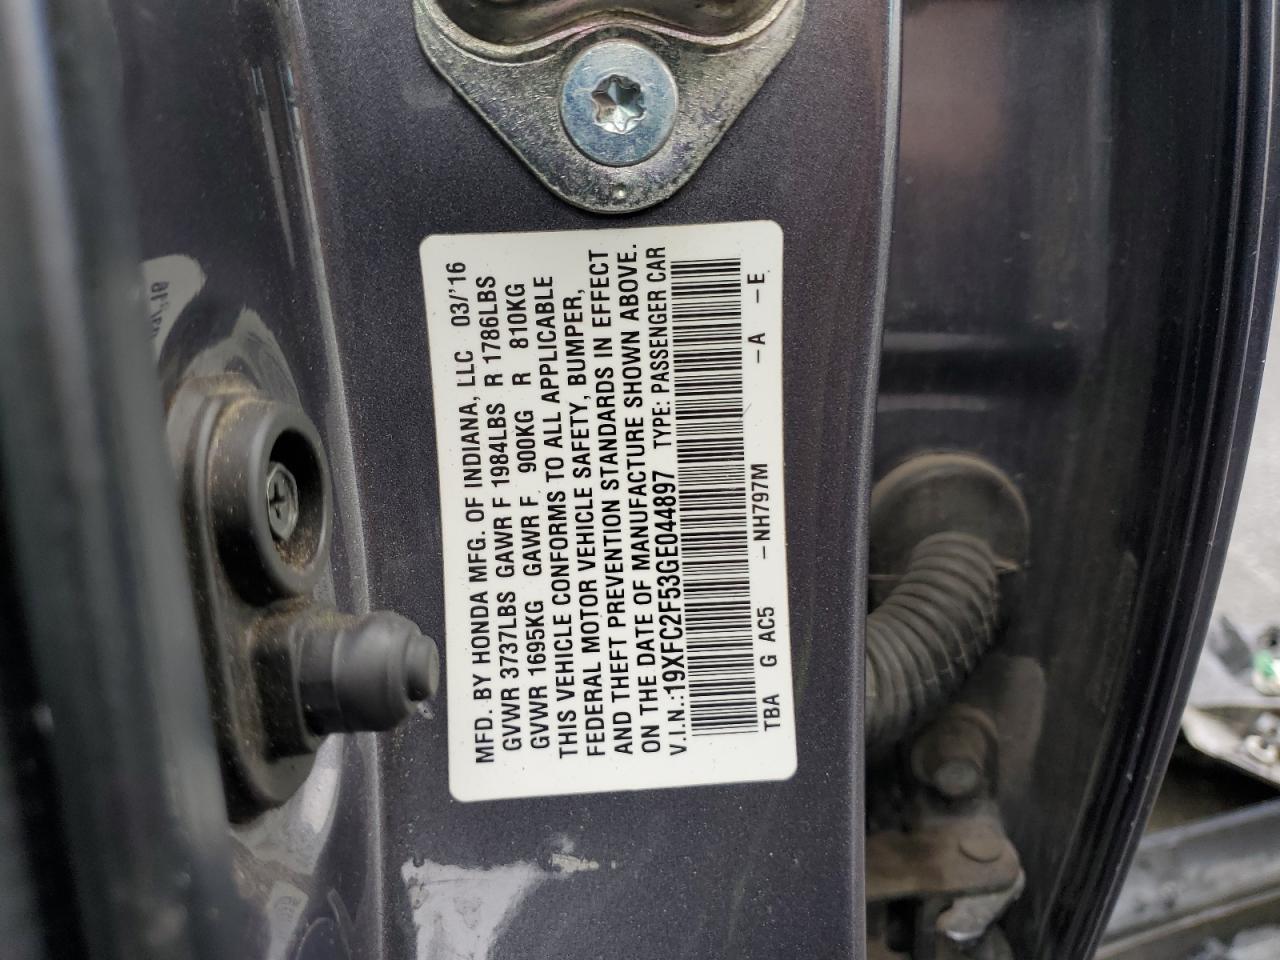 MFD. BY HONDA MFG. OF INDIANA, LLC 03/'16
GVWR 3737LBS GAWR F 1984LBS R 1786LBS
GVWR 1695KG GAWR F 900KG R 810KG
THIS VEHICLE CONFORMS TO ALL APPLICABLE
FEDERAL MOTOR VEHICLE SAFETY, BUMPER,
AND THEFT PREVENTION STANDARDS IN EFFECT
ON THE DATE OF MANUFACTURE SHOWN ABOVE.
V.I.N.:19XFC2F53GE044897 TYPE: PASSENGER CAR
TBA G AC5 -NH797M -A -E